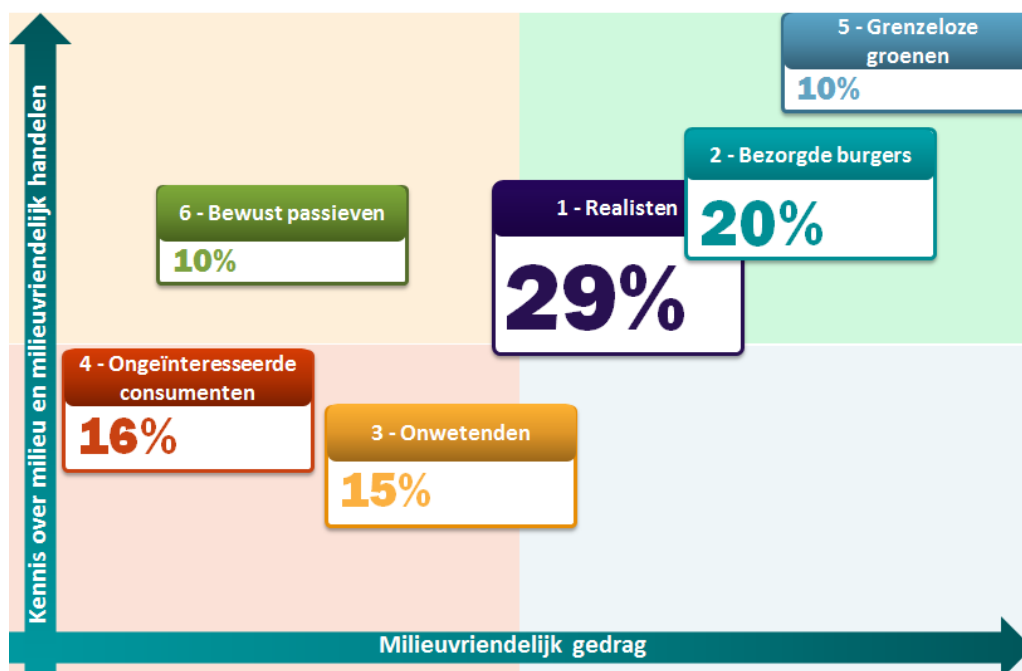 Kennis over milieu en milieuvriendelijk handelen
5 - Grenzeloze
groenen
10%
2 - Bezorgde burgers
20%
1 - Realisten
29%
6 - Bewust passieven
10%
4 - Ongeïnteresseerde
consumenten
16%
3 - Onwetenden
15%
Milieuvriendelijk gedrag